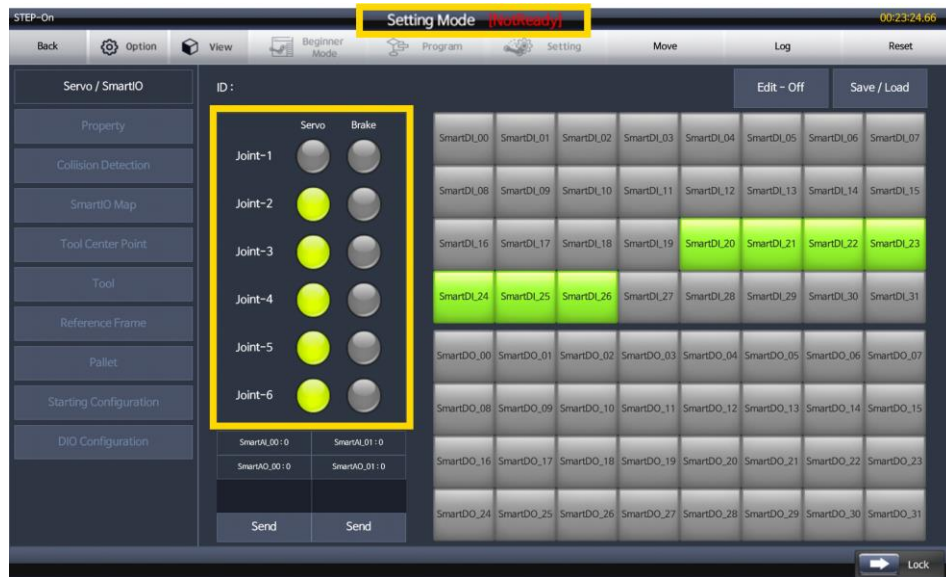 STEP-On Setting Mode [NotReady] 00:23:24.66
Back Option View Beginner Mode Program Setting Move Log Reset
Servo / SmartIO
ID : Edit - Off Save / Load
Property
Collision Detection
SmartIO Map
Tool Center Point
Tool
Reference Frame
Pallet
Starting Configuration
DIO Configuration
Servo Brake
Joint-1
Joint-2
Joint-3
Joint-4
Joint-5
Joint-6
SmartAI_00 : 0 SmartAI_01 : 0
SmartAO_00 : 0 SmartAO_01 : 0
Send Send
SmartDI_00 SmartDI_01 SmartDI_02 SmartDI_03 SmartDI_04 SmartDI_05 SmartDI_06 SmartDI_07
SmartDI_08 SmartDI_09 SmartDI_10 SmartDI_11 SmartDI_12 SmartDI_13 SmartDI_14 SmartDI_15
SmartDI_16 SmartDI_17 SmartDI_18 SmartDI_19 SmartDI_20 SmartDI_21 SmartDI_22 SmartDI_23
SmartDI_24 SmartDI_25 SmartDI_26 SmartDI_27 SmartDI_28 SmartDI_29 SmartDI_30 SmartDI_31
SmartDO_00 SmartDO_01 SmartDO_02 SmartDO_03 SmartDO_04 SmartDO_05 SmartDO_06 SmartDO_07
SmartDO_08 SmartDO_09 SmartDO_10 SmartDO_11 SmartDO_12 SmartDO_13 SmartDO_14 SmartDO_15
SmartDO_16 SmartDO_17 SmartDO_18 SmartDO_19 SmartDO_20 SmartDO_21 SmartDO_22 SmartDO_23
SmartDO_24 SmartDO_25 SmartDO_26 SmartDO_27 SmartDO_28 SmartDO_29 SmartDO_30 SmartDO_31
Lock